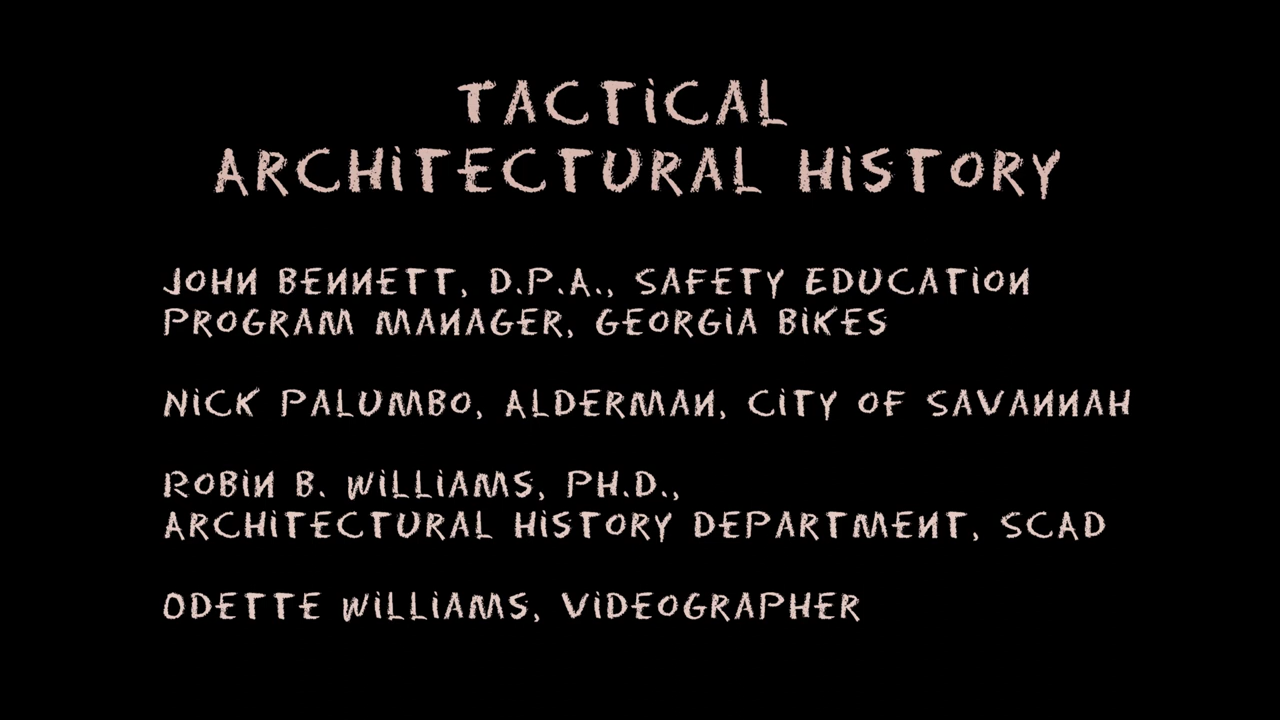 TACTICAL
ARCHITECTURAL HISTORY
JOHN BENNETT, D.P.A., SAFETY EDUCATION
PROGRAM MANAGER, GEORGIA BIKES
NICK PALUMBO, ALDERMAN, CITY OF SAVANNAH
ROBIN B. WILLIAMS, PH.D.,
ARCHITECTURAL HISTORY DEPARTMENT, SCAD
ODETTE WILLIAMS, VIDEOGRAPHER